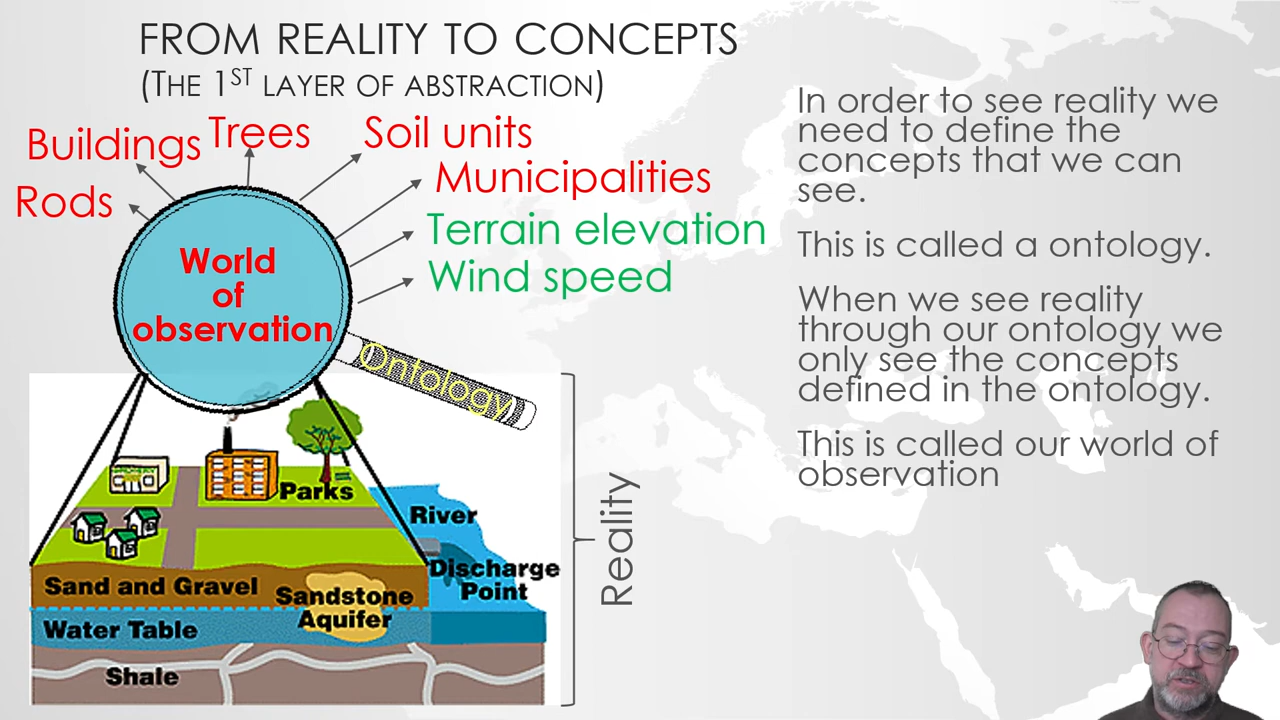 FROM REALITY TO CONCEPTS
(THE 1ST LAYER OF ABSTRACTION)
Buildings
Trees
Soil units
Rods
Municipalities
Terrain elevation
Wind speed
World
of
observation
Ontology
Parks
River
Discharge
Point
Sand and Gravel
Sandstone
Aquifer
Water Table
Shale
Reality
In order to see reality we
need to define the
concepts that we can
see.
This is called a ontology.
When we see reality
through our ontology we
only see the concepts
defined in the ontology.
This is called our world of
observation